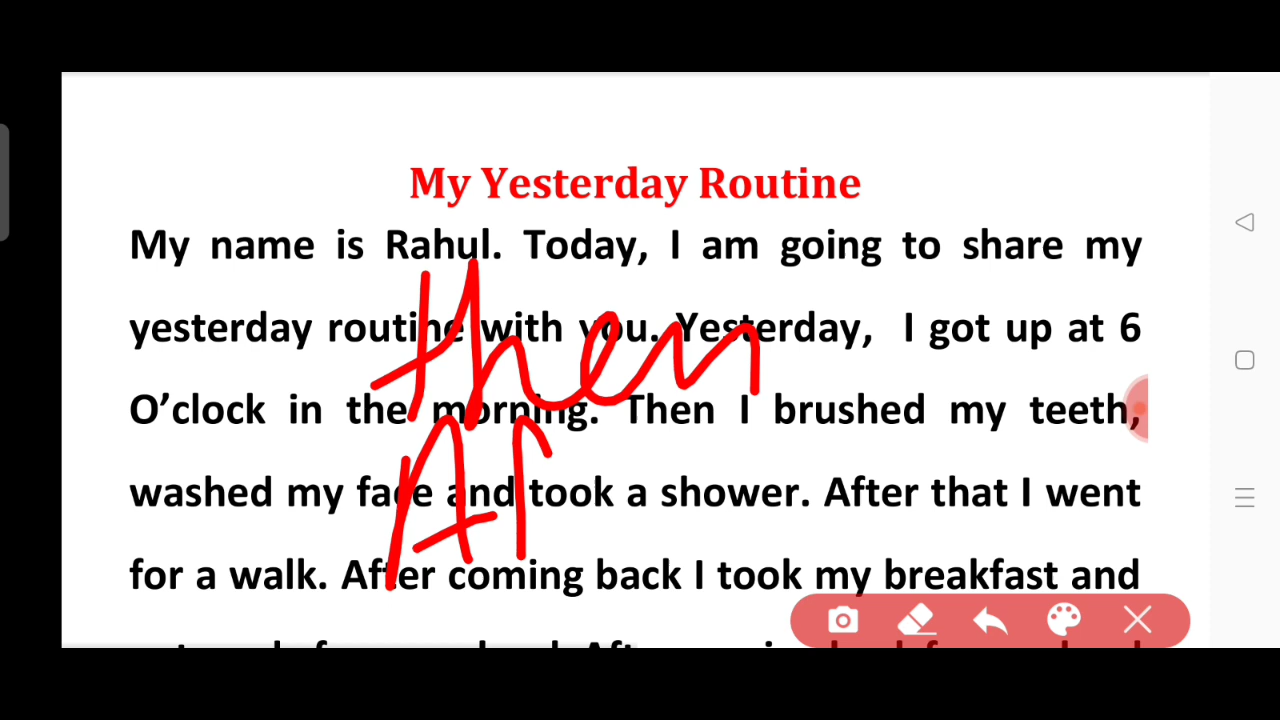 My Yesterday Routine
My name is Rahul. Today, I am going to share my
yesterday routine with you. Yesterday, I got up at 6
then
O’clock in the morning. Then I brushed my teeth,
washed my face and took a shower. After that I went
for a walk. After coming back I took my breakfast and